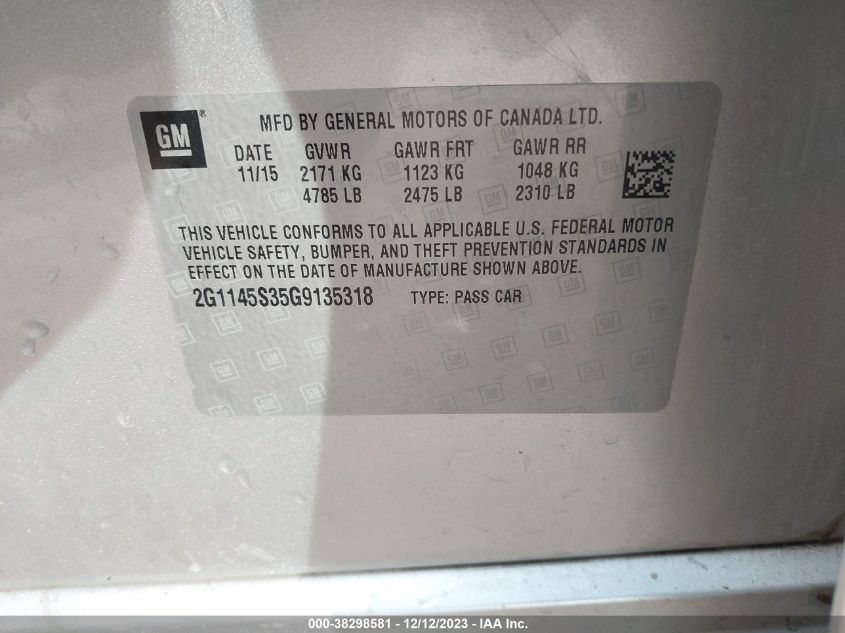 GM ®
MFD BY GENERAL MOTORS OF CANADA LTD.
DATE GVWR GAWR FRT GAWR RR
11/15 2171 KG 1123 KG 1048 KG
4785 LB 2475 LB 2310 LB
THIS VEHICLE CONFORMS TO ALL APPLICABLE U.S. FEDERAL MOTOR
VEHICLE SAFETY, BUMPER, AND THEFT PREVENTION STANDARDS IN
EFFECT ON THE DATE OF MANUFACTURE SHOWN ABOVE.
2G1145S35G9135318 TYPE: PASS CAR
000-38298581 - 12/12/2023 - IAA Inc.